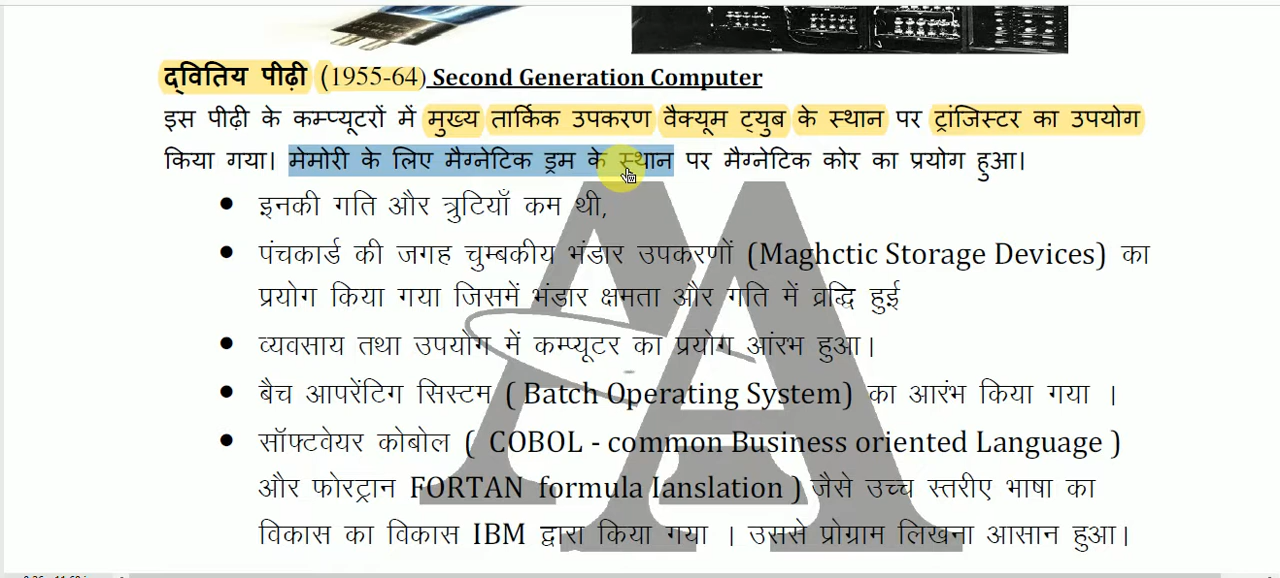 द्वितिय पीढ़ी (1955-64) Second Generation Computer
इस पीढ़ी के कम्प्यूटरों में मुख्य तार्किक उपकरण वैक्यूम ट्युब के स्थान पर ट्रांजिस्टर का उपयोग
किया गया। मेमोरी के लिए मैग्नेटिक ड्रम के स्थान पर मैग्नेटिक कोर का प्रयोग हुआ।
• इनकी गति और त्रुटियाँ कम थी,
• पंचकार्ड की जगह चुम्बकीय भंडार उपकरणों (Maghctic Storage Devices) का
प्रयोग किया गया जिसमें भंडार क्षमता और गति में व्रद्धि हुई
• व्यवसाय तथा उपयोग में कम्प्यूटर का प्रयोग आंरभ हुआ।
• बैच आपरेंटिग सिस्टम ( Batch Operating System) का आरंभ किया गया ।
• सॉफ्टवेयर कोबोल ( COBOL - common Business oriented Language )
और फोरट्रान FORTAN formula Ianslation ) जैसे उच्च स्तरीए भाषा का
विकास का विकास IBM द्वारा किया गया । उससे प्रोग्राम लिखना आसान हुआ।